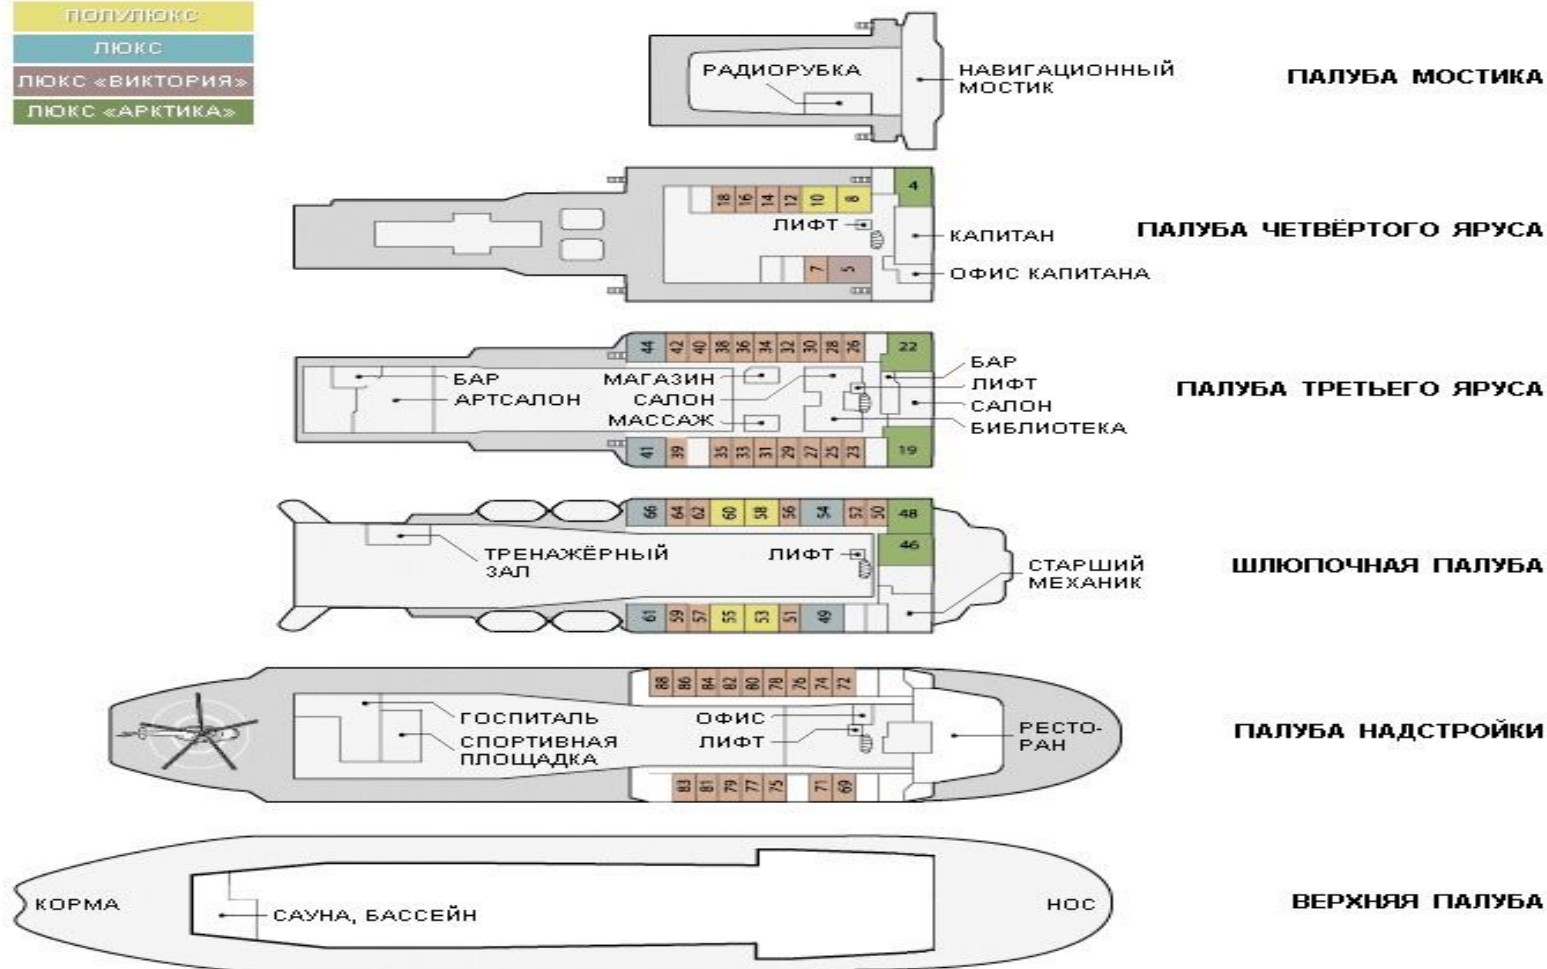 ПОЛУЛЮКС
ЛЮКС
ЛЮКС «ВИКТОРИЯ»
ЛЮКС «АРКТИКА»
РАДИОРУБКА
НАВИГАЦИОННЫЙ
МОСТИК
ПАЛУБА МОСТИКА
18 16 14 12 10 8 4
ЛИФТ
КАПИТАН
ПАЛУБА ЧЕТВЁРТОГО ЯРУСА
7 5
ОФИС КАПИТАНА
44 42 40 38 36 34 32 30 28 26 22
БАР
АРТСАЛОН
МАГАЗИН
САЛОН
МАССАЖ
БАР
ЛИФТ
САЛОН
БИБЛИОТЕКА
ПАЛУБА ТРЕТЬЕГО ЯРУСА
41 39 35 33 31 29 27 25 23 19
66 64 62 60 58 56 54 52 50 48
46
ТРЕНАЖЁРНЫЙ
ЗАЛ
ЛИФТ
СТАРШИЙ
МЕХАНИК
ШЛЮПОЧНАЯ ПАЛУБА
61 59 57 55 53 51 49
88 86 84 82 80 78 76 74 72
ГОСПИТАЛЬ
СПОРТИВНАЯ
ПЛОЩАДКА
ОФИС
ЛИФТ
РЕСТО-
РАН
ПАЛУБА НАДСТРОЙКИ
83 81 79 77 75 71 69
КОРМА
САУНА, БАССЕЙН
НОС
ВЕРХНЯЯ ПАЛУБА